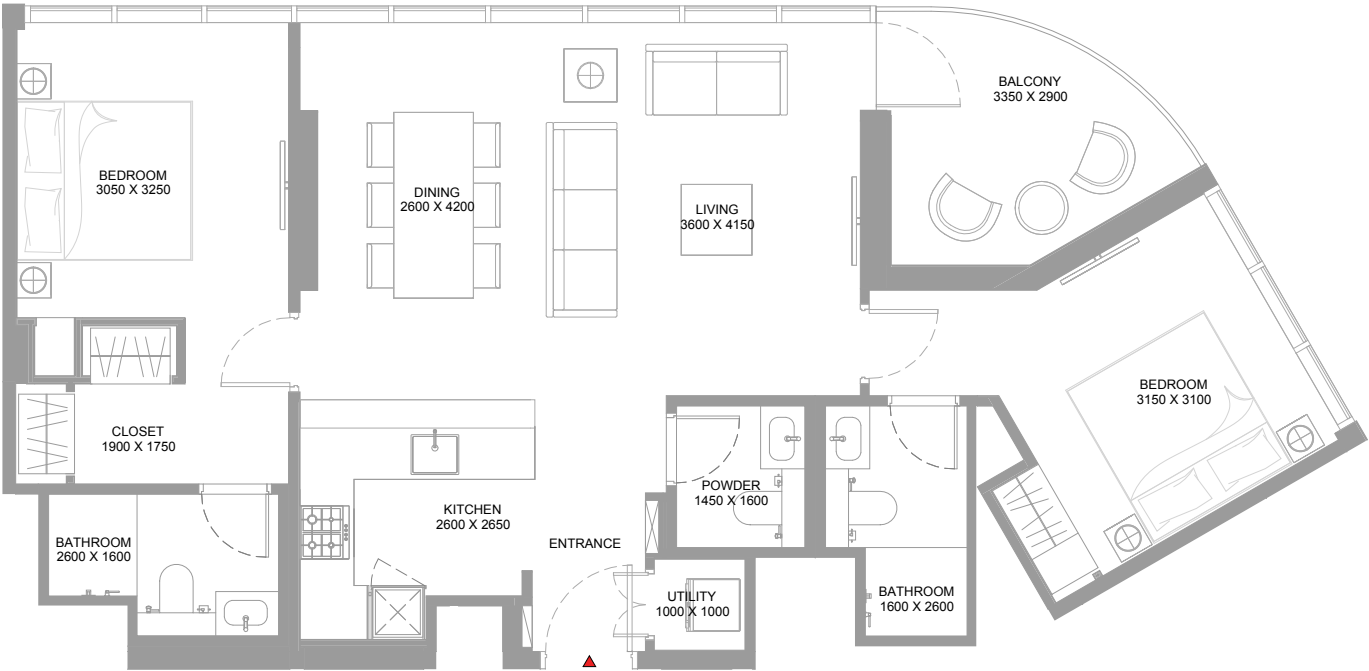 BALCONY
3350 X 2900
BEDROOM
3050 X 3250
DINING
2600 X 4200
LIVING
3600 X 4150
BEDROOM
3150 X 3100
CLOSET
1900 X 1750
POWDER
1450 X 1600
KITCHEN
2600 X 2650
ENTRANCE
BATHROOM
2600 X 1600
UTILITY
1000 X 1000
BATHROOM
1600 X 2600